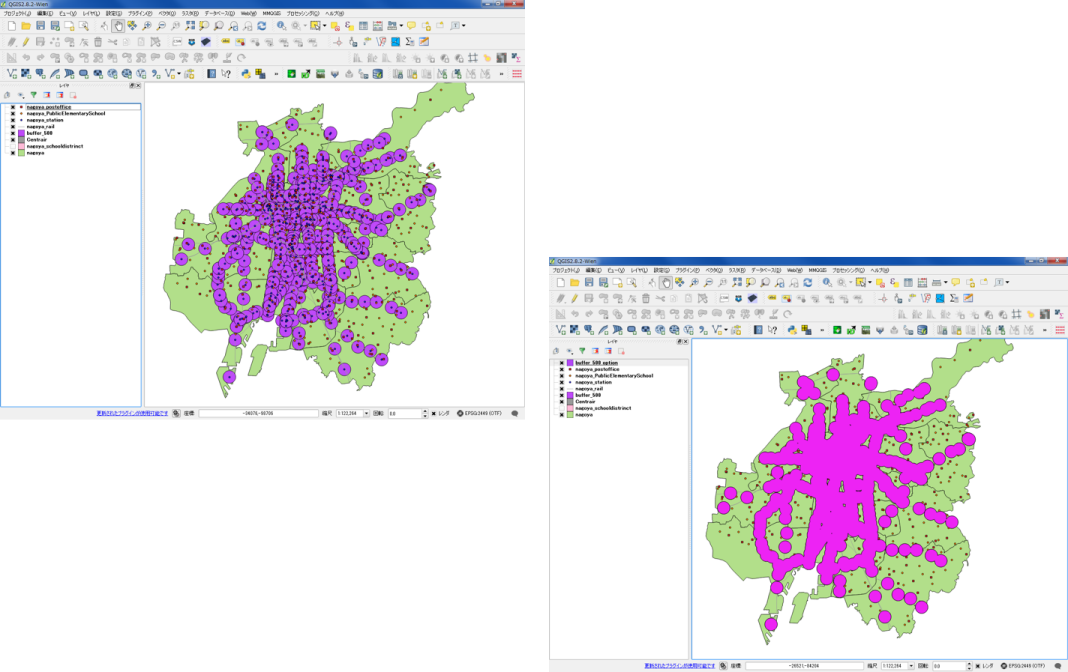 QGIS2.8.2-Wien
プロジェクト(J) 編集(E) ビュー(V) レイヤ(L) 設定(S) プラグイン(P) ベクタ(O) ラスタ(R) データベース(D) Web(W) MMQGIS プロセッシング(C) ヘルプ(H)
レイヤ
nagoya_postoffice
nagoya_PublicElementarySchool
nagoya_station
nagoya_rail
buffer_500
Centrair
nagoya_schooldistrinct
nagoya
更新されたプラグインが使用可能です 座標 縮尺 1:122,264 回転 0.0 レンダ EPSG:2449 (OTF)
QGIS2.8.2-Wien
プロジェクト(J) 編集(E) ビュー(V) レイヤ(L) 設定(S) プラグイン(P) ベクタ(O) ラスタ(R) データベース(D) Web(W) MMQGIS プロセッシング(C) ヘルプ(H)
レイヤ
buffer_500_option
nagoya_postoffice
nagoya_PublicElementarySchool
nagoya_station
nagoya_rail
buffer_500
Centrair
nagoya_schooldistrinct
nagoya
更新されたプラグインが使用可能です 座標 縮尺 1:122,264 回転 0.0 レンダ EPSG:2449 (OTF)